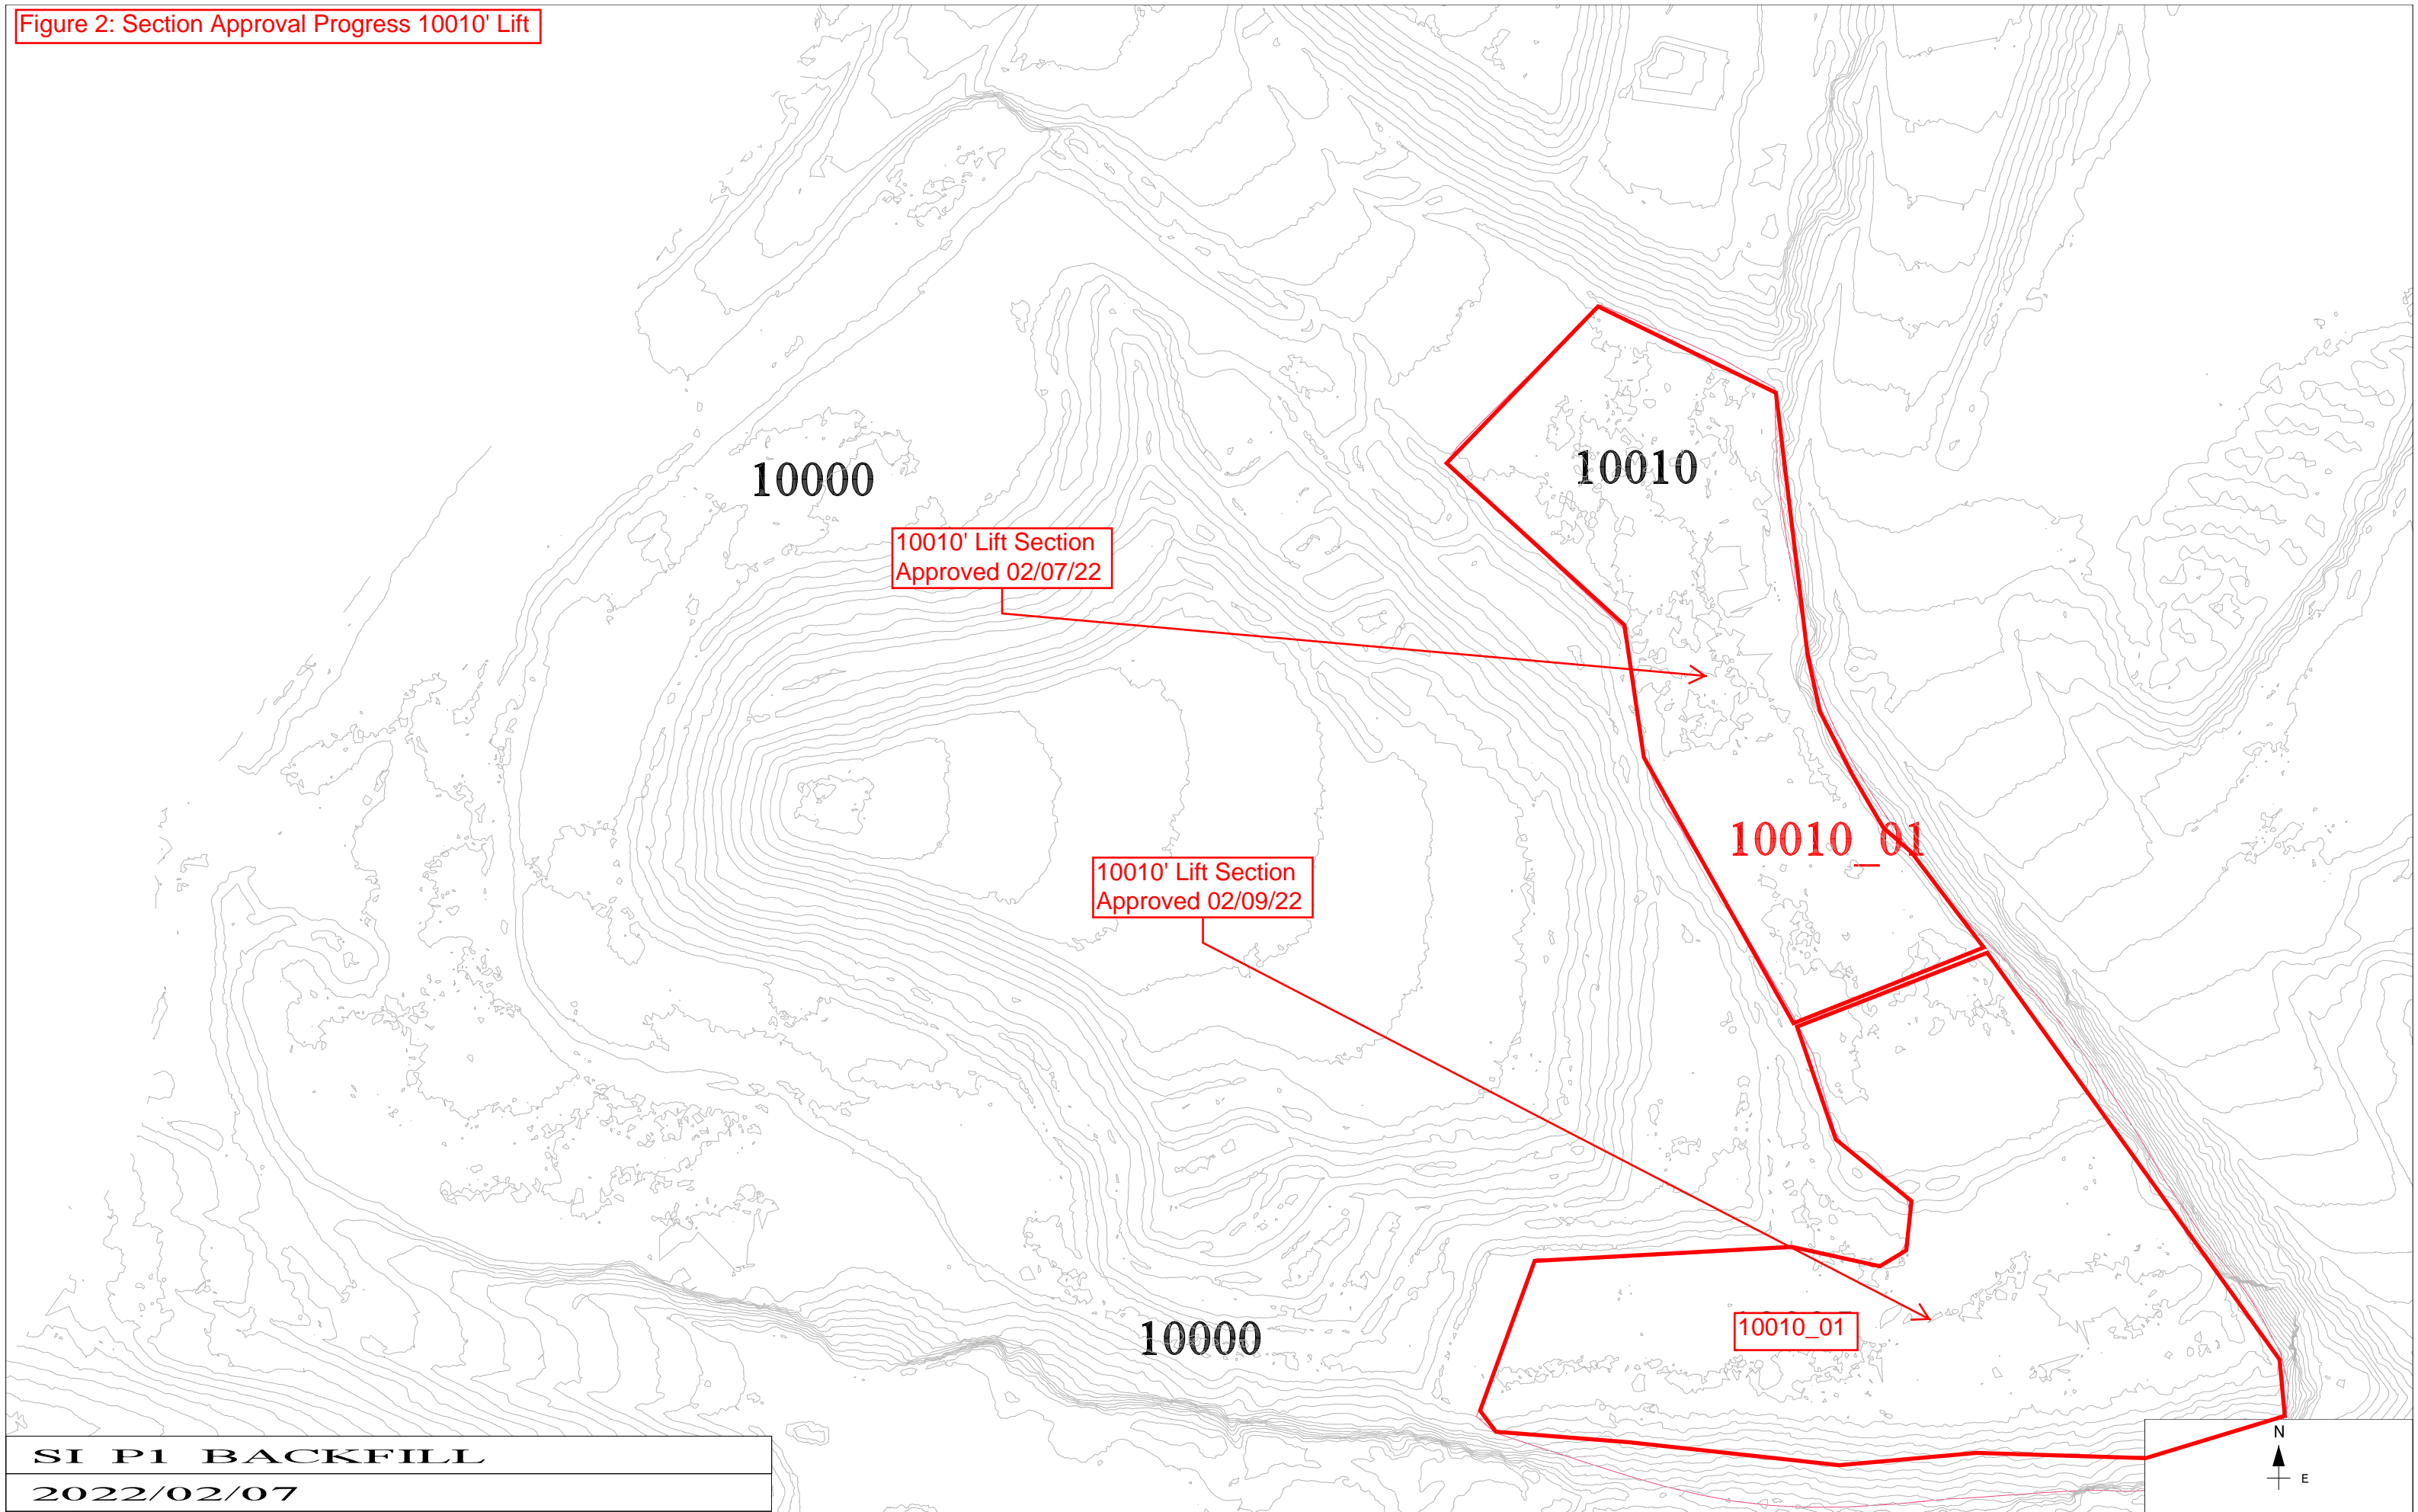 Figure 2: Section Approval Progress 10010' Lift
10000
10010
10010' Lift Section
Approved 02/07/22
10010_01
10010' Lift Section
Approved 02/09/22
10010_01
10000
SI P1 BACKFILL
2022/02/07
N
E